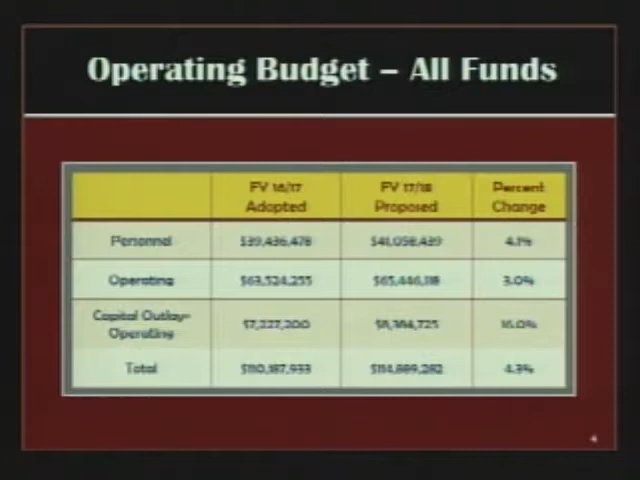 Operating Budget – All Funds
FY 16/17 Adopted FY 17/18 Proposed Percent Change
Personnel $39,436,478 $41,058,439 4.1%
Operating $63,524,255 $65,446,118 3.0%
Capital Outlay-Operating $7,227,200 $8,384,725 16.0%
Total $110,187,933 $114,889,282 4.3%
4